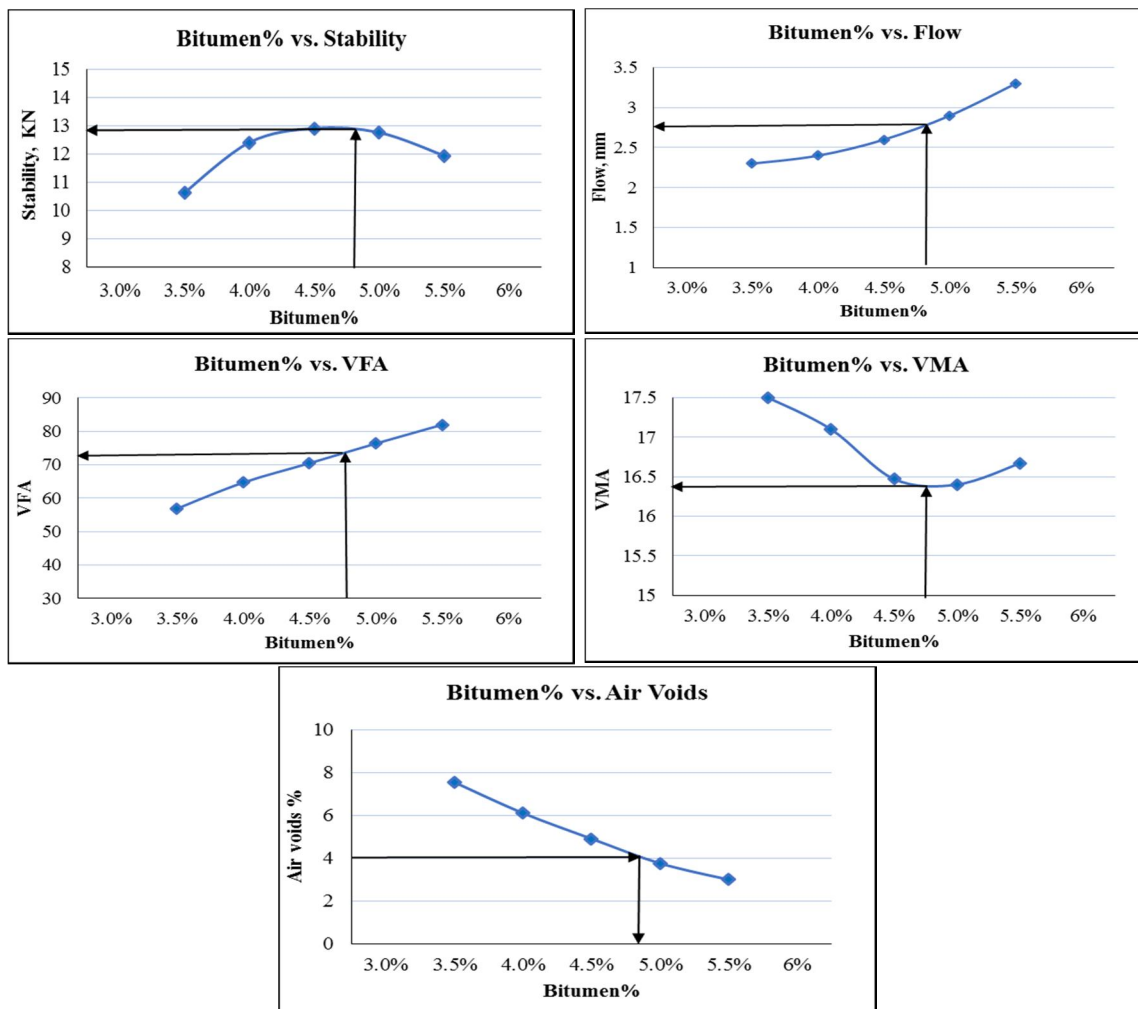 Bitumen% vs. Stability
15
14
13
12
11
10
9
8
Stability, KN
3.0% 3.5% 4.0% 4.5% 5.0% 5.5% 6%
Bitumen%
Bitumen% vs. Flow
3.5
3
2.5
2
1.5
1
Flow, mm
3.0% 3.5% 4.0% 4.5% 5.0% 5.5% 6%
Bitumen%
Bitumen% vs. VFA
90
80
70
60
50
40
30
VFA
3.0% 3.5% 4.0% 4.5% 5.0% 5.5% 6%
Bitumen%
Bitumen% vs. VMA
17.5
17
16.5
16
15.5
15
VMA
3.0% 3.5% 4.0% 4.5% 5.0% 5.5% 6%
Bitumen%
Bitumen% vs. Air Voids
10
8
6
4
2
0
Air voids %
3.0% 3.5% 4.0% 4.5% 5.0% 5.5% 6%
Bitumen%